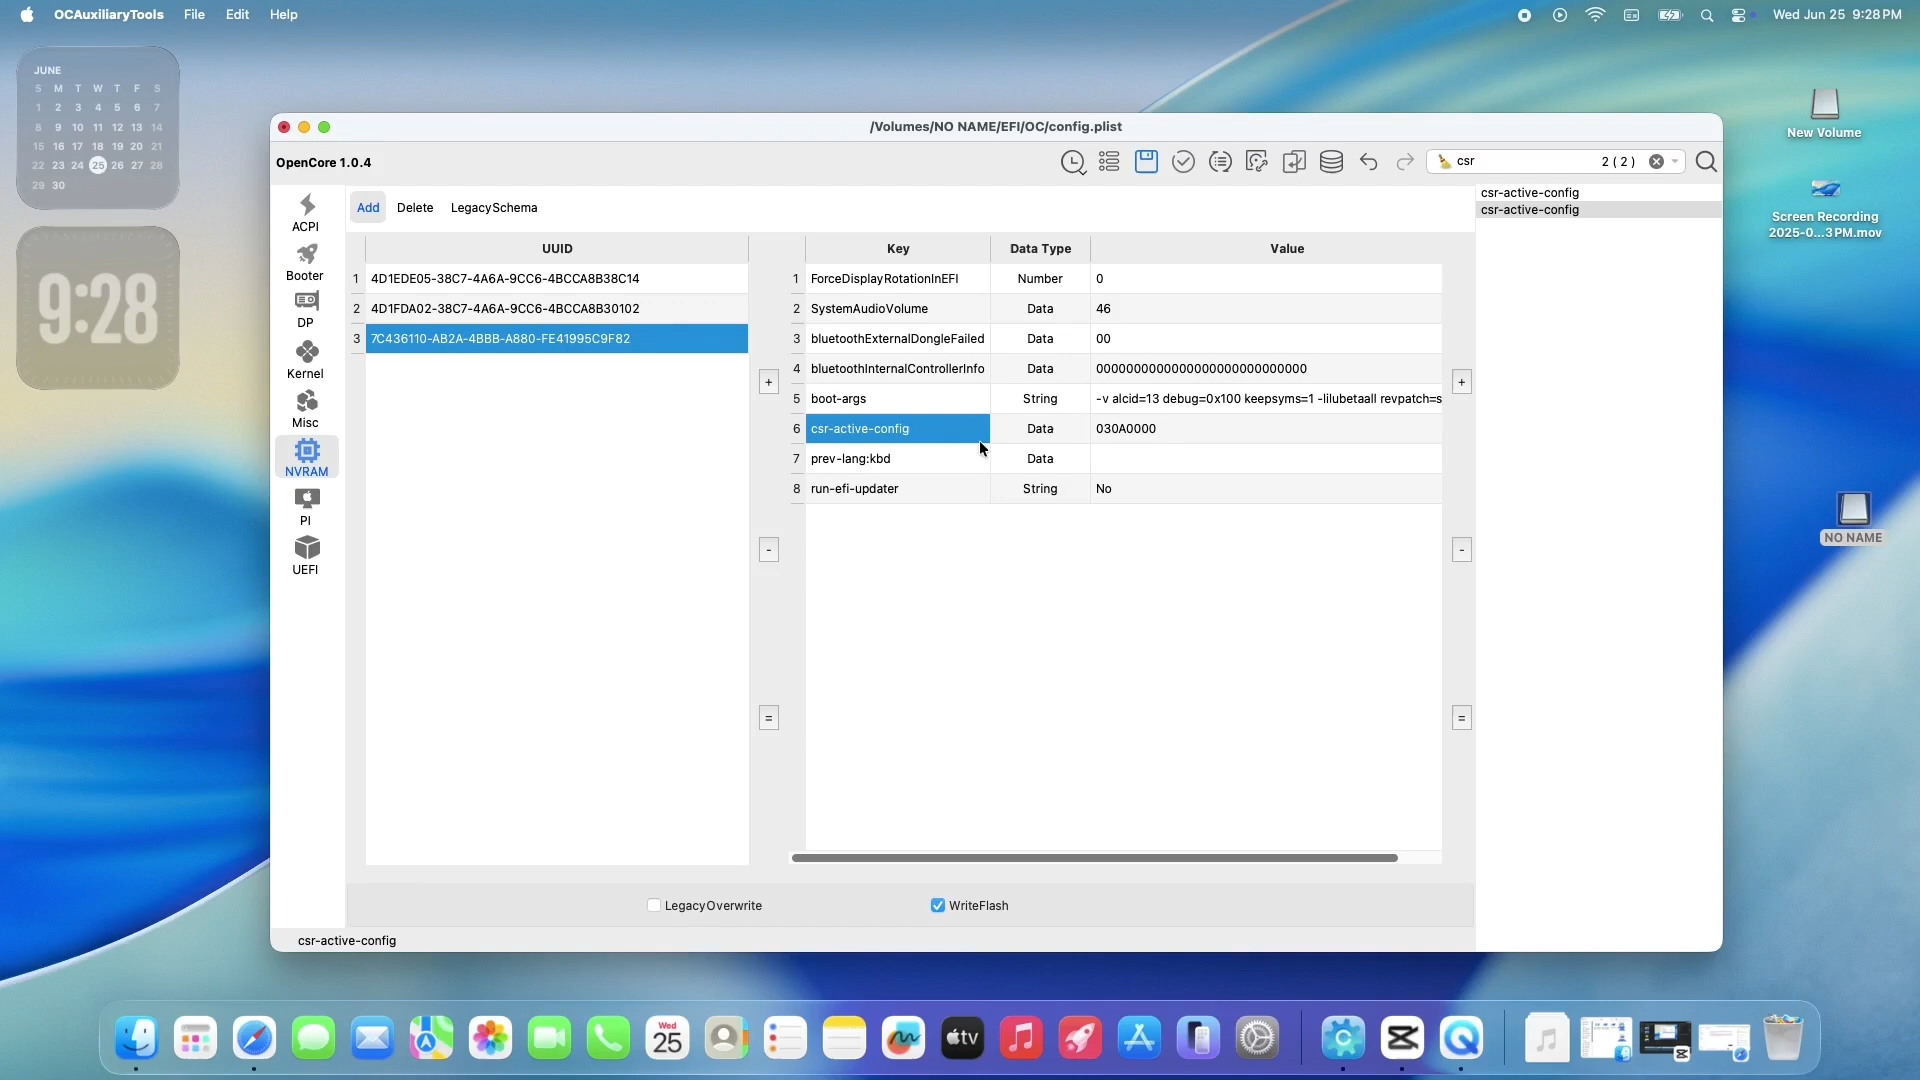 OCAuxiliaryTools File Edit Help
Wed Jun 25 9:28 PM
JUNE
S M T W T F S
1 2 3 4 5 6 7
8 9 10 11 12 13 14
15 16 17 18 19 20 21
22 23 24 25 26 27 28
29 30
9:28
/Volumes/NO NAME/EFI/OC/config.plist
OpenCore 1.0.4
csr 2 ( 2 )
ACPI
Booter
DP
Kernel
Misc
NVRAM
PI
UEFI
Add Delete LegacySchema
csr-active-config
csr-active-config
UUID
1 4D1EDE05-38C7-4A6A-9CC6-4BCCA8B38C14
2 4D1FDA02-38C7-4A6A-9CC6-4BCCA8B30102
3 7C436110-AB2A-4BBB-A880-FE41995C9F82
+
-
=
Key Data Type Value
1 ForceDisplayRotationInEFI Number 0
2 SystemAudioVolume Data 46
3 bluetoothExternalDongleFailed Data 00
4 bluetoothInternalControllerInfo Data 0000000000000000000000000000
5 boot-args String -v alcid=13 debug=0x100 keepsyms=1 -lilubetaall revpatch=s
6 csr-active-config Data 030A0000
7 prev-lang:kbd Data
8 run-efi-updater String No
+
-
=
LegacyOverwrite WriteFlash
csr-active-config
New Volume
Screen Recording
2025-0...3PM.mov
NO NAME
Wed
25
tv